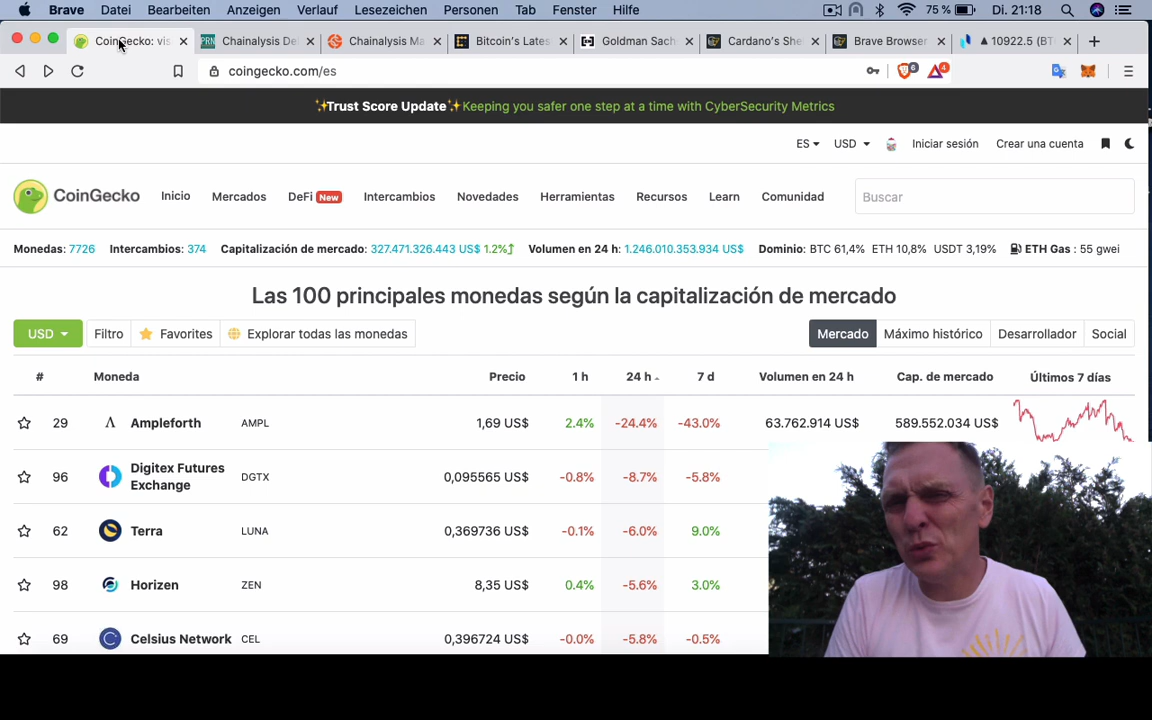 Brave Datei Bearbeiten Anzeigen Verlauf Lesezeichen Personen Tab Fenster Hilfe 75 % Di. 21:18
CoinGecko: vis Chainalysis De Chainalysis Ma Bitcoin's Lates Goldman Sach Cardano's She Brave Browser ▲ 10922.5 (BT
coingecko.com/es 6 4
✨Trust Score Update✨Keeping you safer one step at a time with CyberSecurity Metrics
ES USD Iniciar sesión Crear una cuenta
CoinGecko Inicio Mercados DeFi New Intercambios Novedades Herramientas Recursos Learn Comunidad Buscar
Monedas: 7726 Intercambios: 374 Capitalización de mercado: 327.471.326.443 US$ 1.2% Volumen en 24 h: 1.246.010.353.934 US$ Dominio: BTC 61,4% ETH 10,8% USDT 3,19% ETH Gas : 55 gwei
Las 100 principales monedas según la capitalización de mercado
USD Filtro Favorites Explorar todas las monedas Mercado Máximo histórico Desarrollador Social
# Moneda Precio 1 h 24 h 7 d Volumen en 24 h Cap. de mercado Últimos 7 días
29 Ampleforth AMPL 1,69 US$ 2.4% -24.4% -43.0% 63.762.914 US$ 589.552.034 US$
96 Digitex Futures Exchange DGTX 0,095565 US$ -0.8% -8.7% -5.8%
62 Terra LUNA 0,369736 US$ -0.1% -6.0% 9.0%
98 Horizen ZEN 8,35 US$ 0.4% -5.6% 3.0%
69 Celsius Network CEL 0,396724 US$ -0.0% -5.8% -0.5%